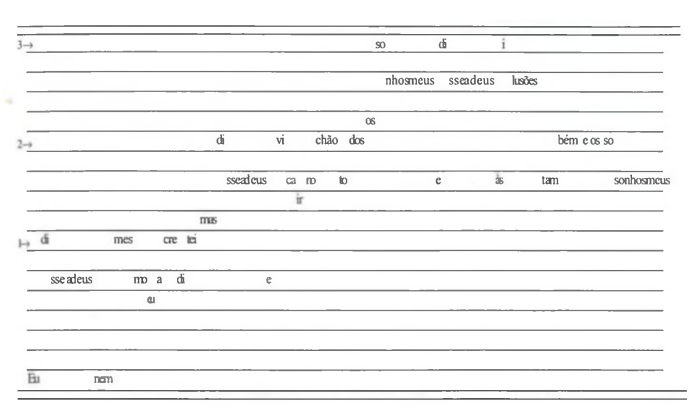 3→ so di i
nhosmeus sseadeus lusões
os
2→ di vi chão dos bém e os so
sseadeus ca ro to e às tam sonhosmeus
ir
mas
1→ di mes cre tei
sseadeus mo a di e
eu
Eu nem